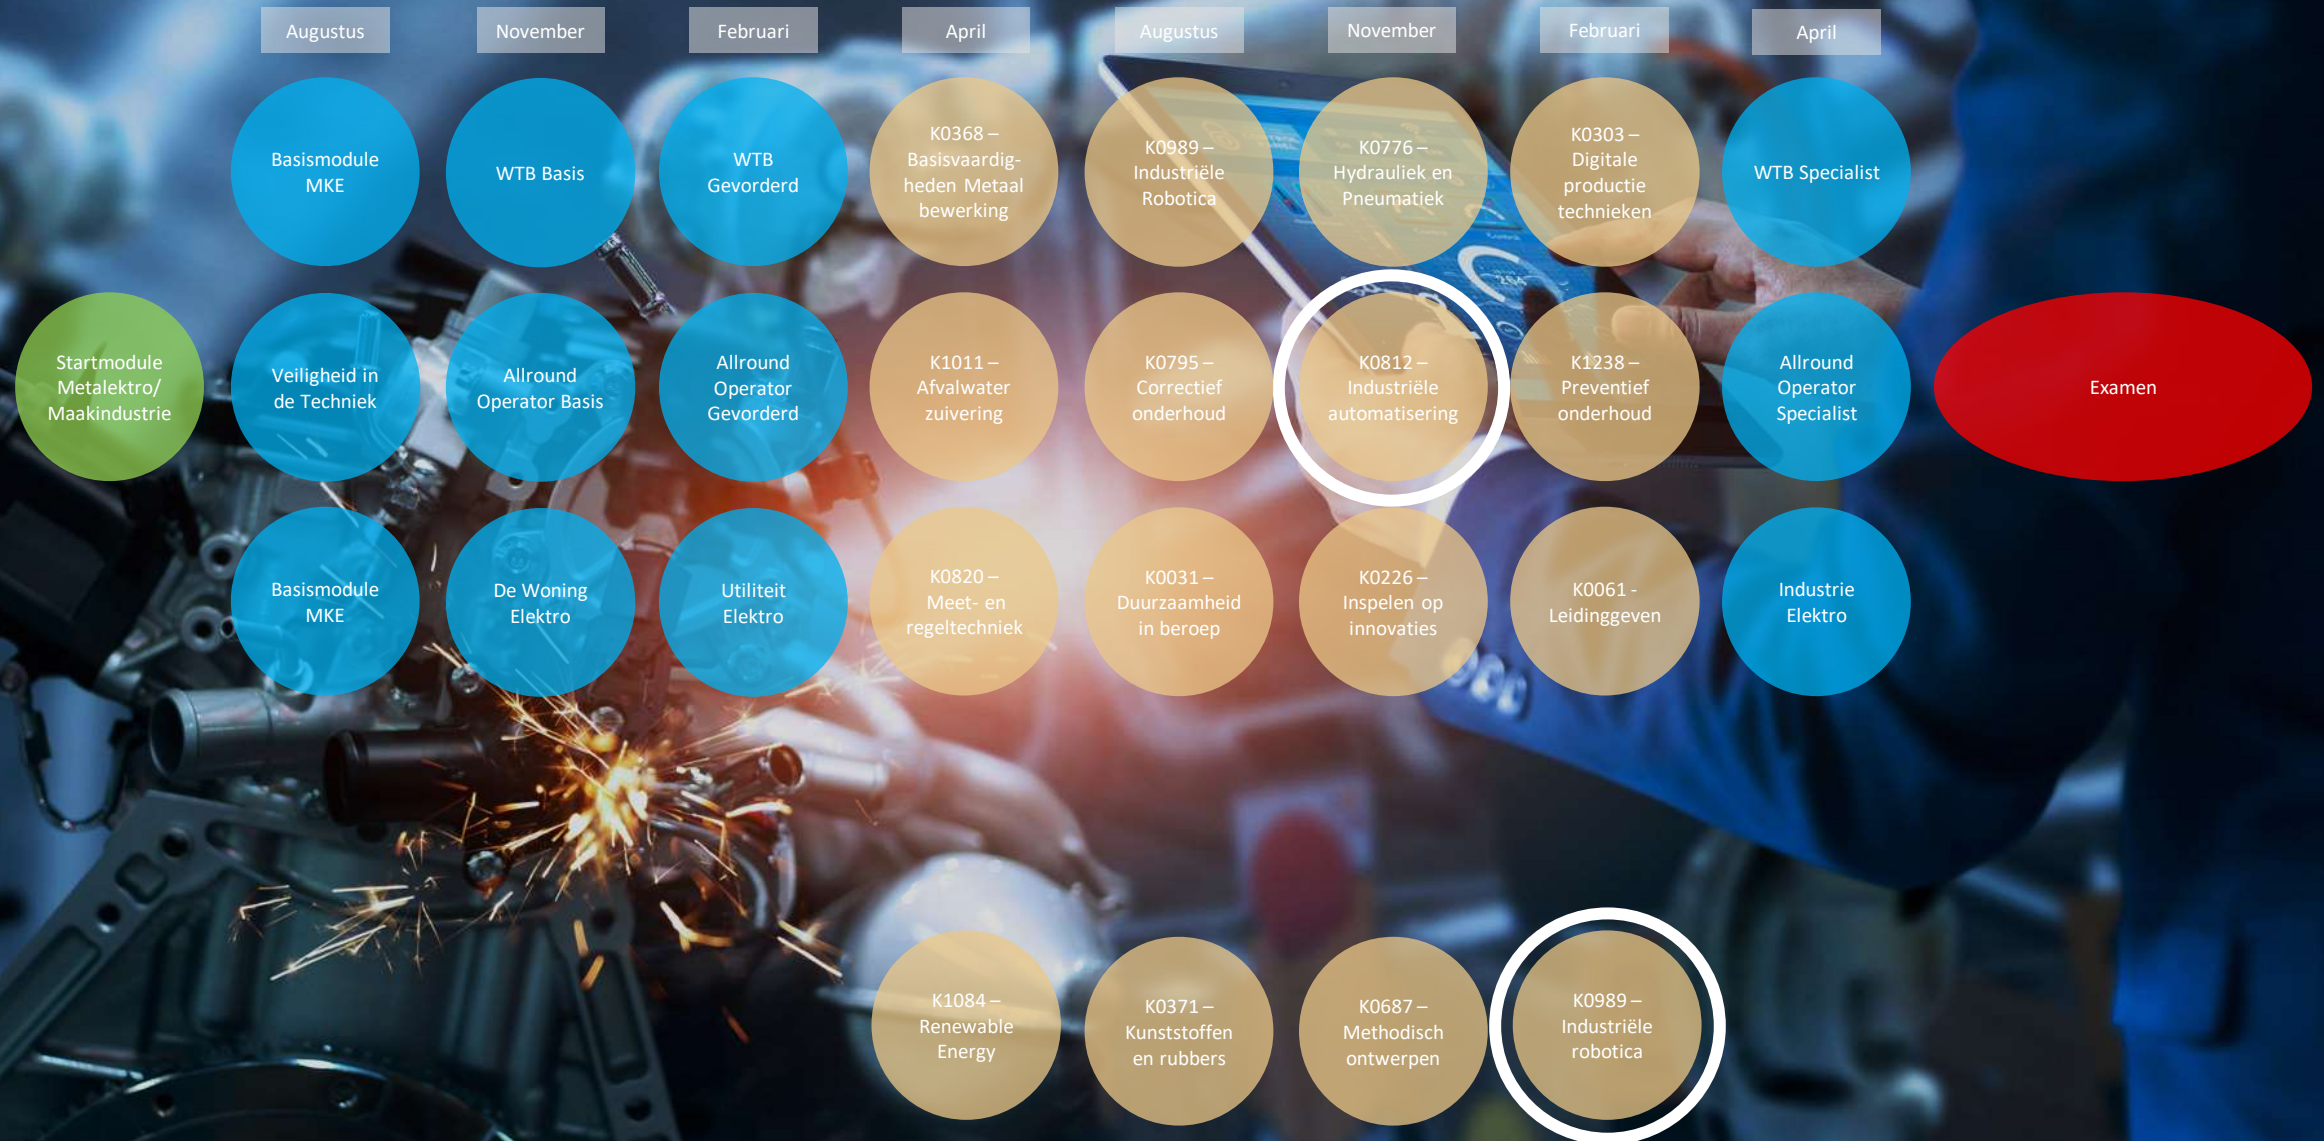 Augustus
November
Februari
April
Augustus
November
Februari
April
Basismodule
MKE
WTB Basis
WTB
Gevorderd
K0368 –
Basisvaardig-
heden Metaal
bewerking
K0989 –
Industriële
Robotica
K0776 –
Hydrauliek en
Pneumatiek
K0303 –
Digitale
productie
technieken
WTB Specialist
Startmodule
Metalektro/
Maakindustrie
Veiligheid in
de Techniek
Allround
Operator Basis
Allround
Operator
Gevorderd
K1011 –
Afvalwater
zuivering
K0795 –
Correctief
onderhoud
K0812 –
Industriële
automatisering
K1238 –
Preventief
onderhoud
Allround
Operator
Specialist
Examen
Basismodule
MKE
De Woning
Elektro
Utiliteit
Elektro
K0820 –
Meet- en
regeltechniek
K0031 –
Duurzaamheid
in beroep
K0226 –
Inspelen op
innovaties
K0061 -
Leidinggeven
Industrie
Elektro
K1084 –
Renewable
Energy
K0371 –
Kunststoffen
en rubbers
K0687 –
Methodisch
ontwerpen
K0989 –
Industriële
robotica